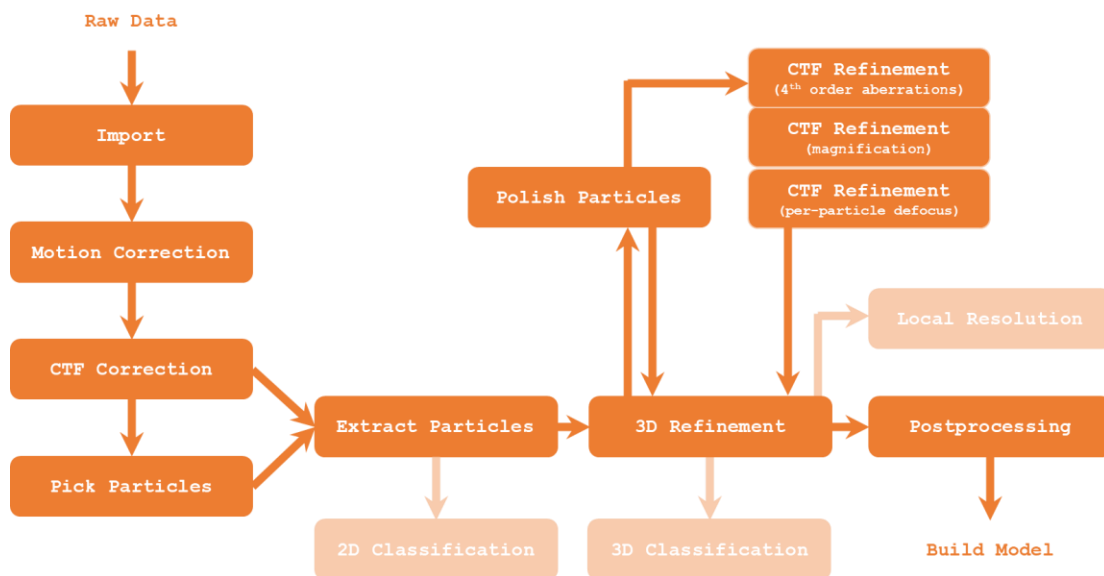 Raw Data
Import
Motion Correction
CTF Correction
Pick Particles
Extract Particles
2D Classification
Polish Particles
CTF Refinement
(4th order aberrations)
CTF Refinement
(magnification)
CTF Refinement
(per-particle defocus)
3D Refinement
3D Classification
Local Resolution
Postprocessing
Build Model